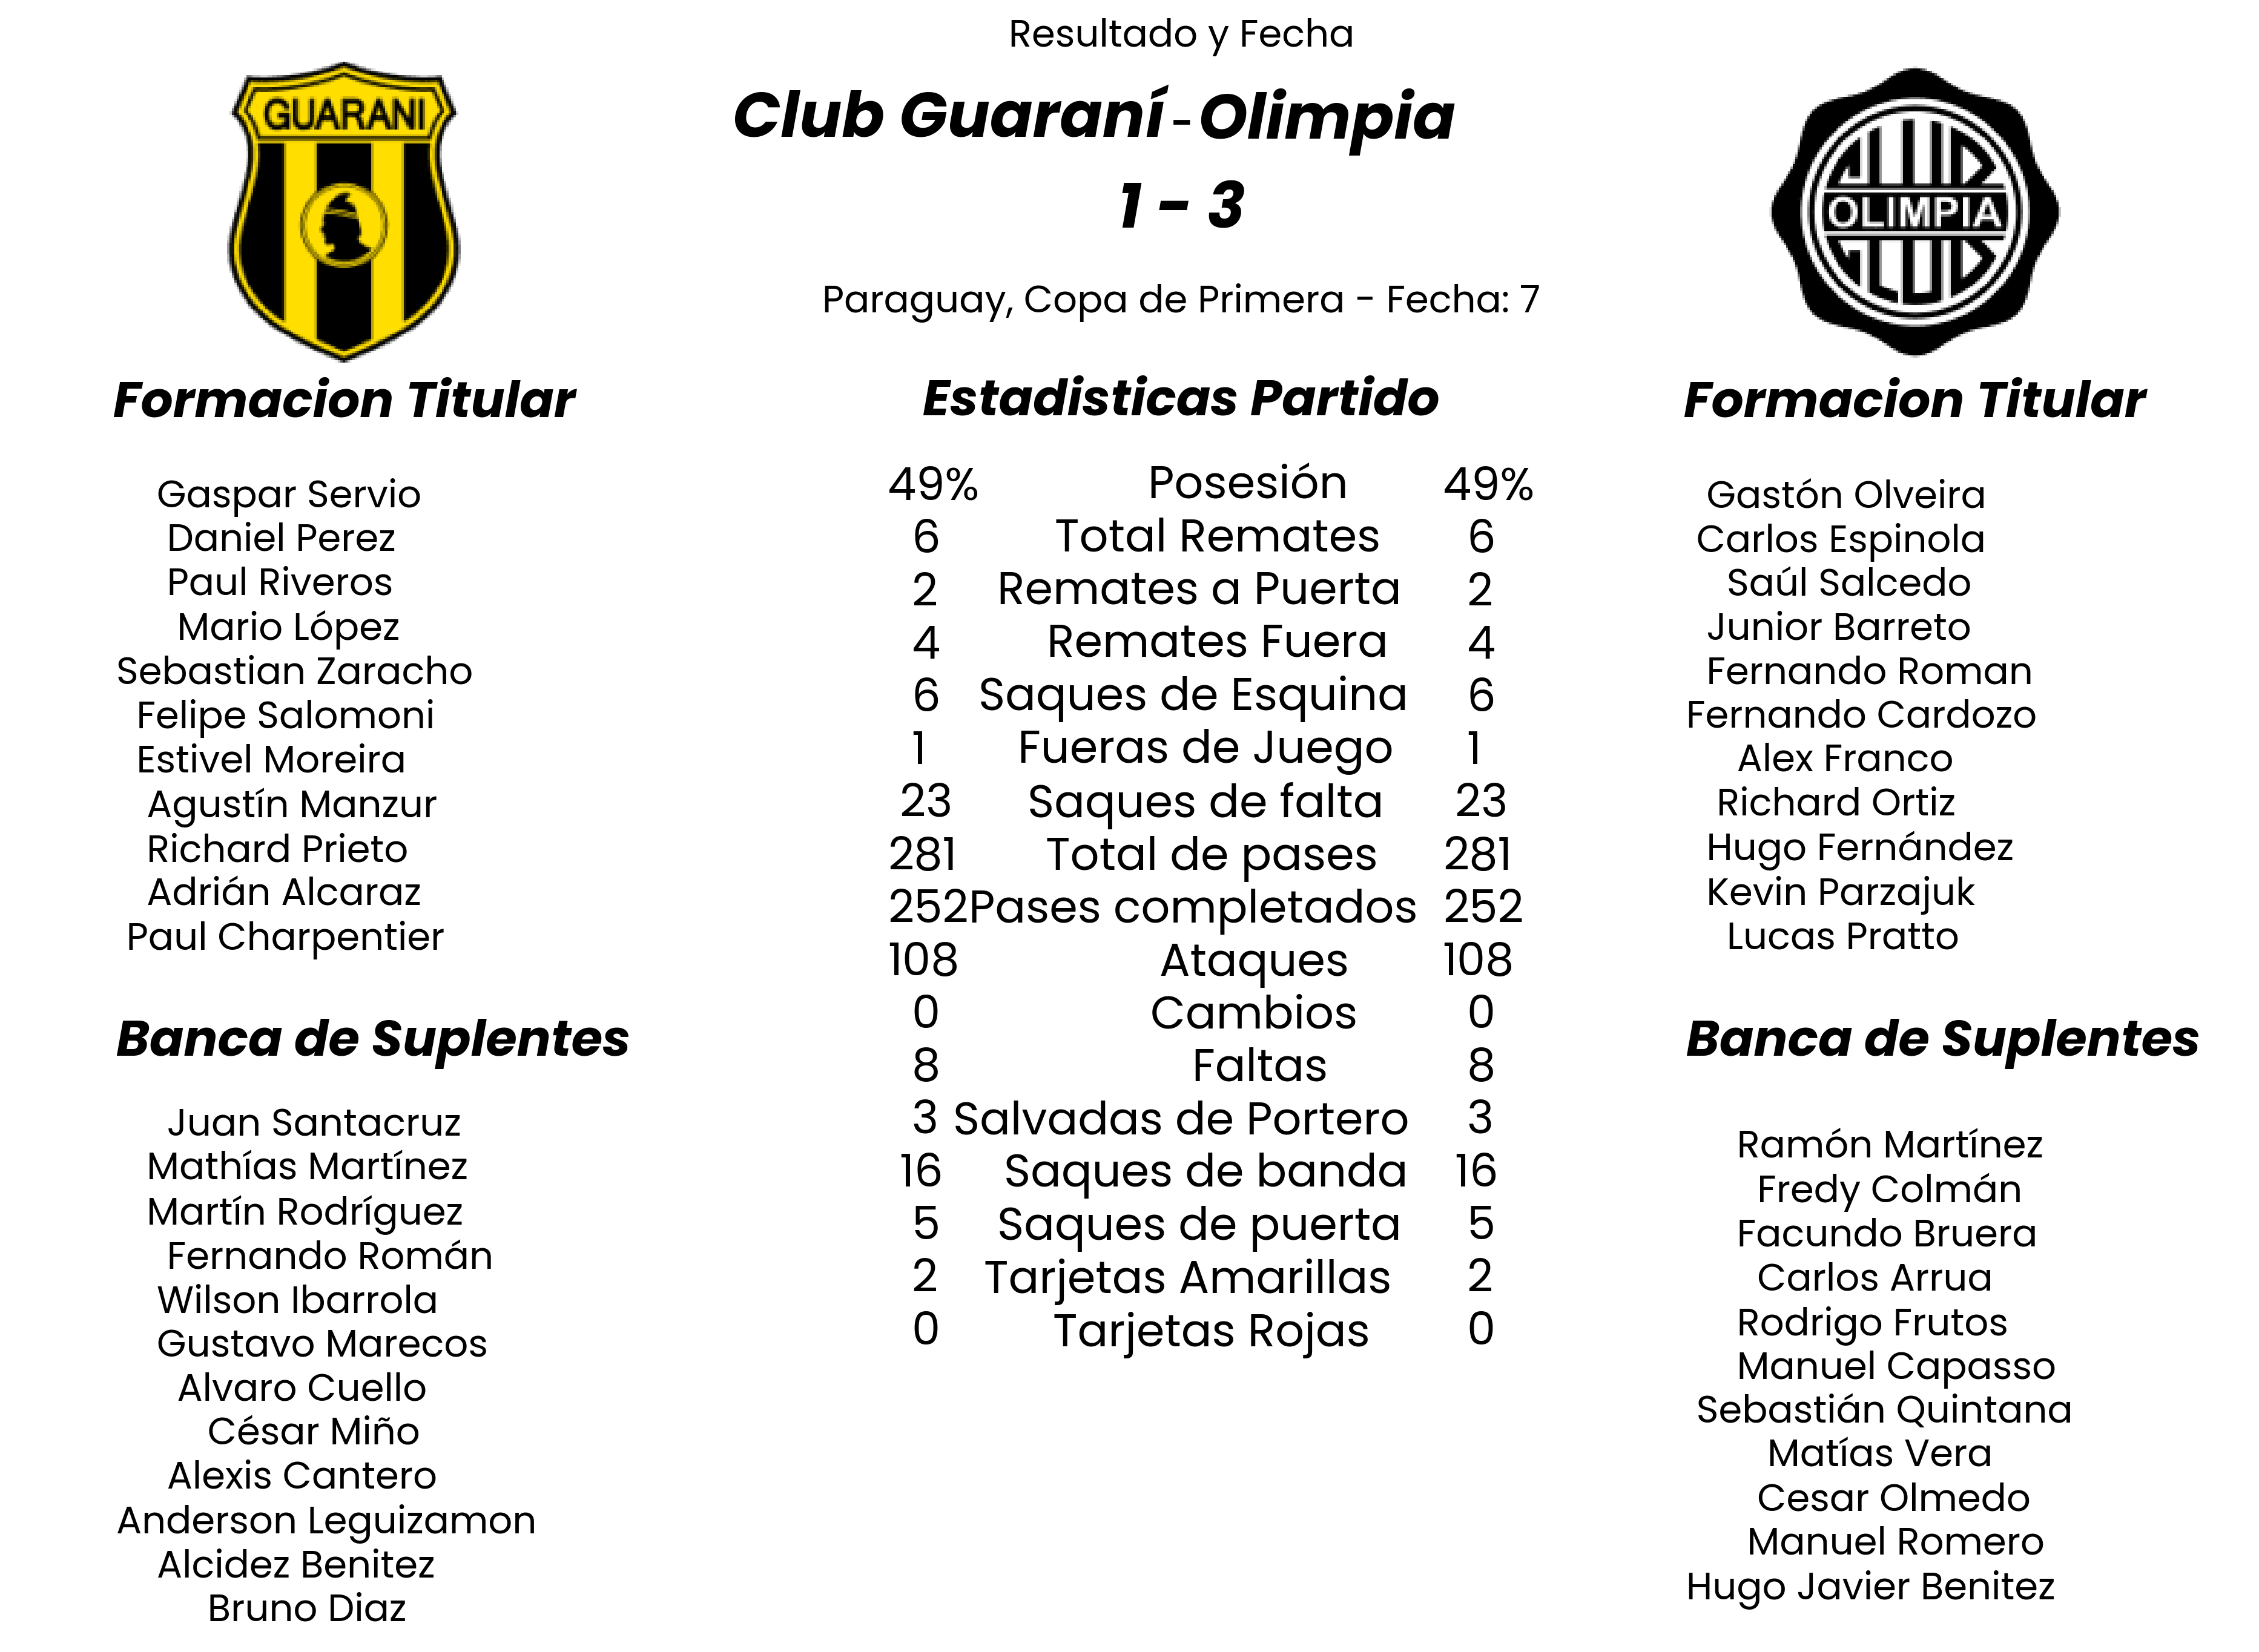 Resultado y Fecha
GUARANI
Club Guaraní - Olimpia
CLUB
OLIMPIA
CLUB
1 - 3
Paraguay, Copa de Primera - Fecha: 7
Formacion Titular
Gaspar Servio
Daniel Perez
Paul Riveros
Mario López
Sebastian Zaracho
Felipe Salomoni
Estivel Moreira
Agustín Manzur
Richard Prieto
Adrián Alcaraz
Paul Charpentier
Banca de Suplentes
Juan Santacruz
Mathías Martínez
Martín Rodríguez
Fernando Román
Wilson Ibarrola
Gustavo Marecos
Alvaro Cuello
César Miño
Alexis Cantero
Anderson Leguizamon
Alcidez Benitez
Bruno Diaz
Estadisticas Partido
49% Posesión 49%
6 Total Remates 6
2 Remates a Puerta 2
4 Remates Fuera 4
6 Saques de Esquina 6
1 Fueras de Juego 1
23 Saques de falta 23
281 Total de pases 281
252 Pases completados 252
108 Ataques 108
0 Cambios 0
8 Faltas 8
3 Salvadas de Portero 3
16 Saques de banda 16
5 Saques de puerta 5
2 Tarjetas Amarillas 2
0 Tarjetas Rojas 0
Formacion Titular
Gastón Olveira
Carlos Espinola
Saúl Salcedo
Junior Barreto
Fernando Roman
Fernando Cardozo
Alex Franco
Richard Ortiz
Hugo Fernández
Kevin Parzajuk
Lucas Pratto
Banca de Suplentes
Ramón Martínez
Fredy Colmán
Facundo Bruera
Carlos Arrua
Rodrigo Frutos
Manuel Capasso
Sebastián Quintana
Matías Vera
Cesar Olmedo
Manuel Romero
Hugo Javier Benitez